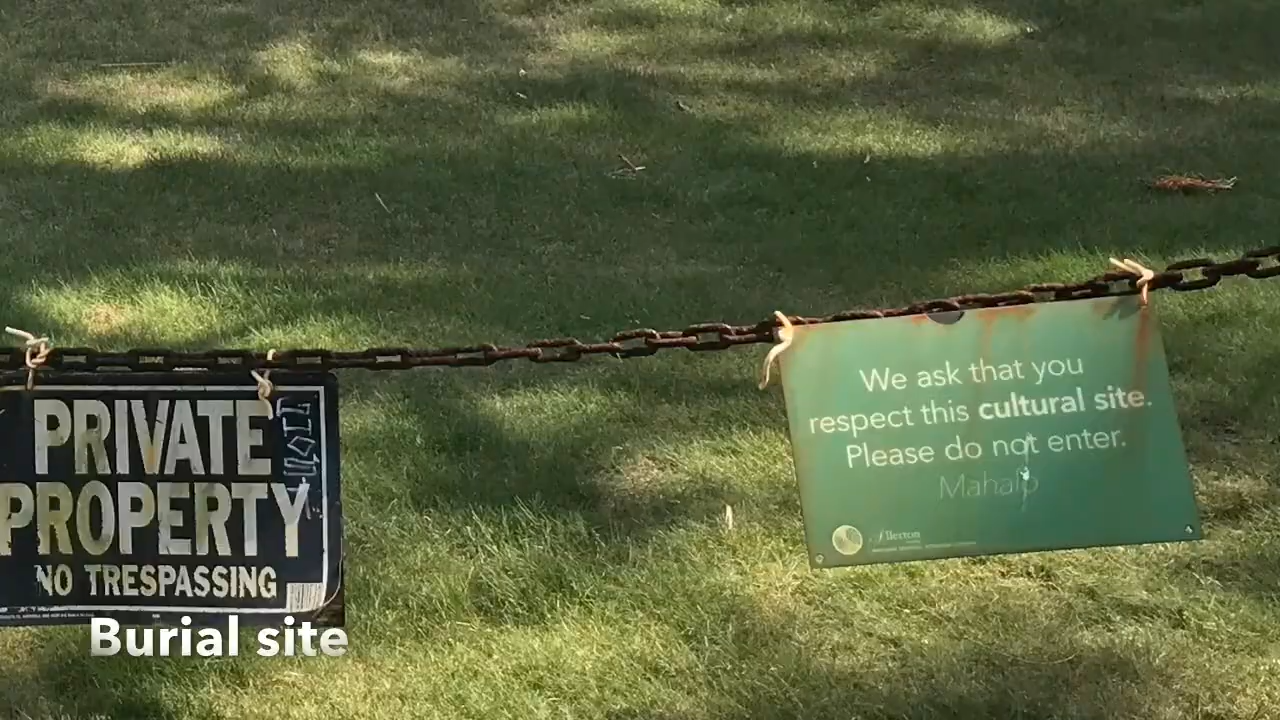 PRIVATE
PROPERTY
NO TRESPASSING
We ask that you
respect this cultural site.
Please do not enter.
Mahalo
Burial site